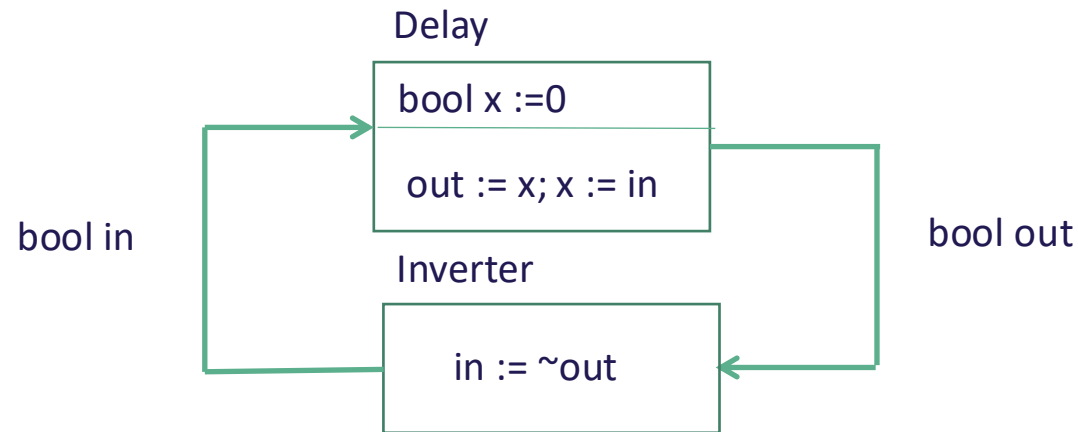 Delay
bool x :=0
out := x; x := in
bool in
bool out
Inverter
in := ~out